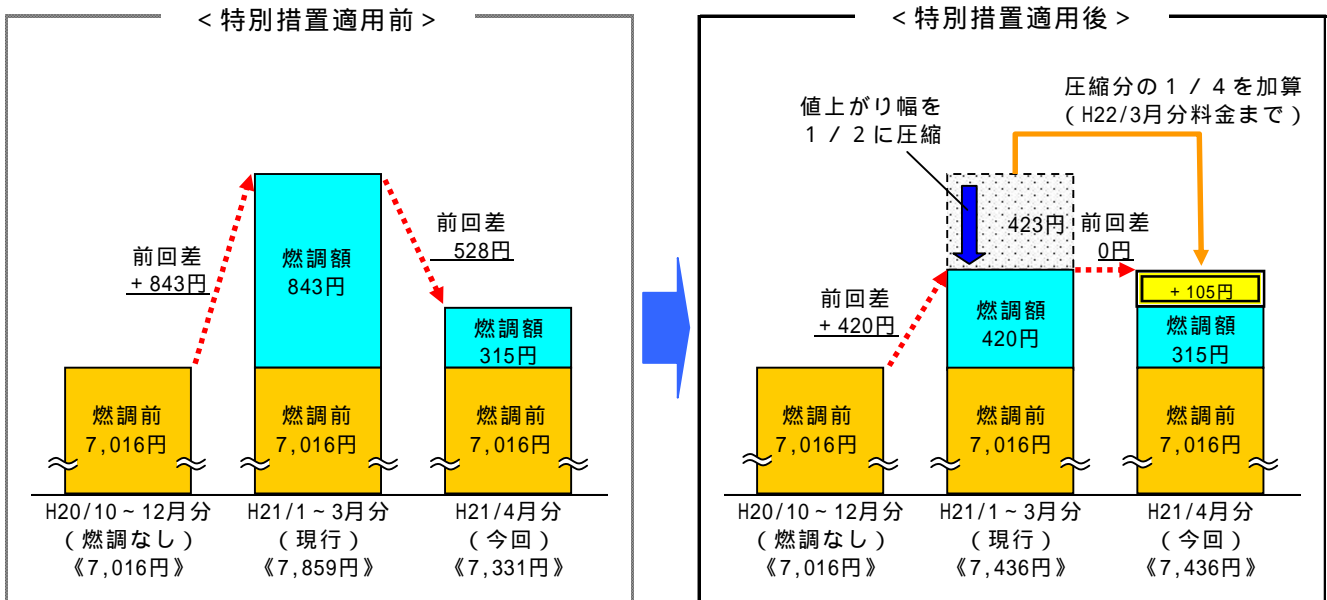 ＜特別措置適用前＞
前回差
＋843円
燃調額
843円
前回差
528円
燃調額
315円
燃調前
7,016円
燃調前
7,016円
燃調前
7,016円
H20/10～12月分
（燃調なし）
《7,016円》
H21/1～3月分
（現行）
《7,859円》
H21/4月分
（今回）
《7,331円》
＜特別措置適用後＞
値上がり幅を
1／2に圧縮
圧縮分の1／4を加算
（H22/3月分料金まで）
423円
前回差
0円
前回差
＋420円
燃調額
420円
＋105円
燃調額
315円
燃調前
7,016円
燃調前
7,016円
燃調前
7,016円
H20/10～12月分
（燃調なし）
《7,016円》
H21/1～3月分
（現行）
《7,436円》
H21/4月分
（今回）
《7,436円》